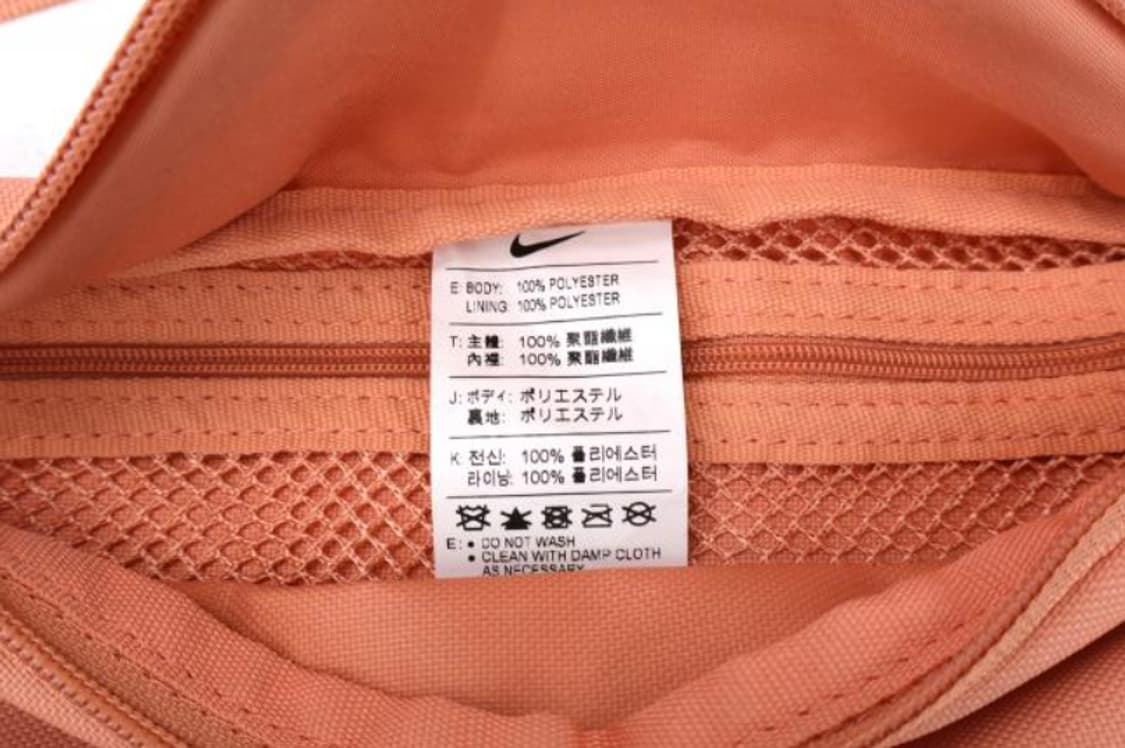 E: BODY: 100% POLYESTER
LINING: 100% POLYESTER
T: 主體: 100% 聚酯纖維
內裡: 100% 聚酯纖維
J: ボディ: ポリエステル
裏地: ポリエステル
K: 전신: 100% 폴리에스터
라이닝: 100% 폴리에스터
E: • DO NOT WASH
• CLEAN WITH DAMP CLOTH
AS NECESSARY